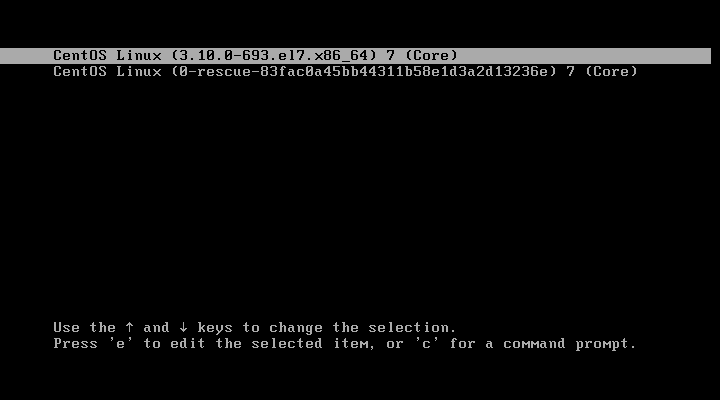 CentOS Linux (3.10.0-693.el7.x86_64) 7 (Core)
CentOS Linux (0-rescue-83fac0a45bb44311b58e1d3a2d13236e) 7 (Core)
Use the ↑ and ↓ keys to change the selection.
Press 'e' to edit the selected item, or 'c' for a command prompt.